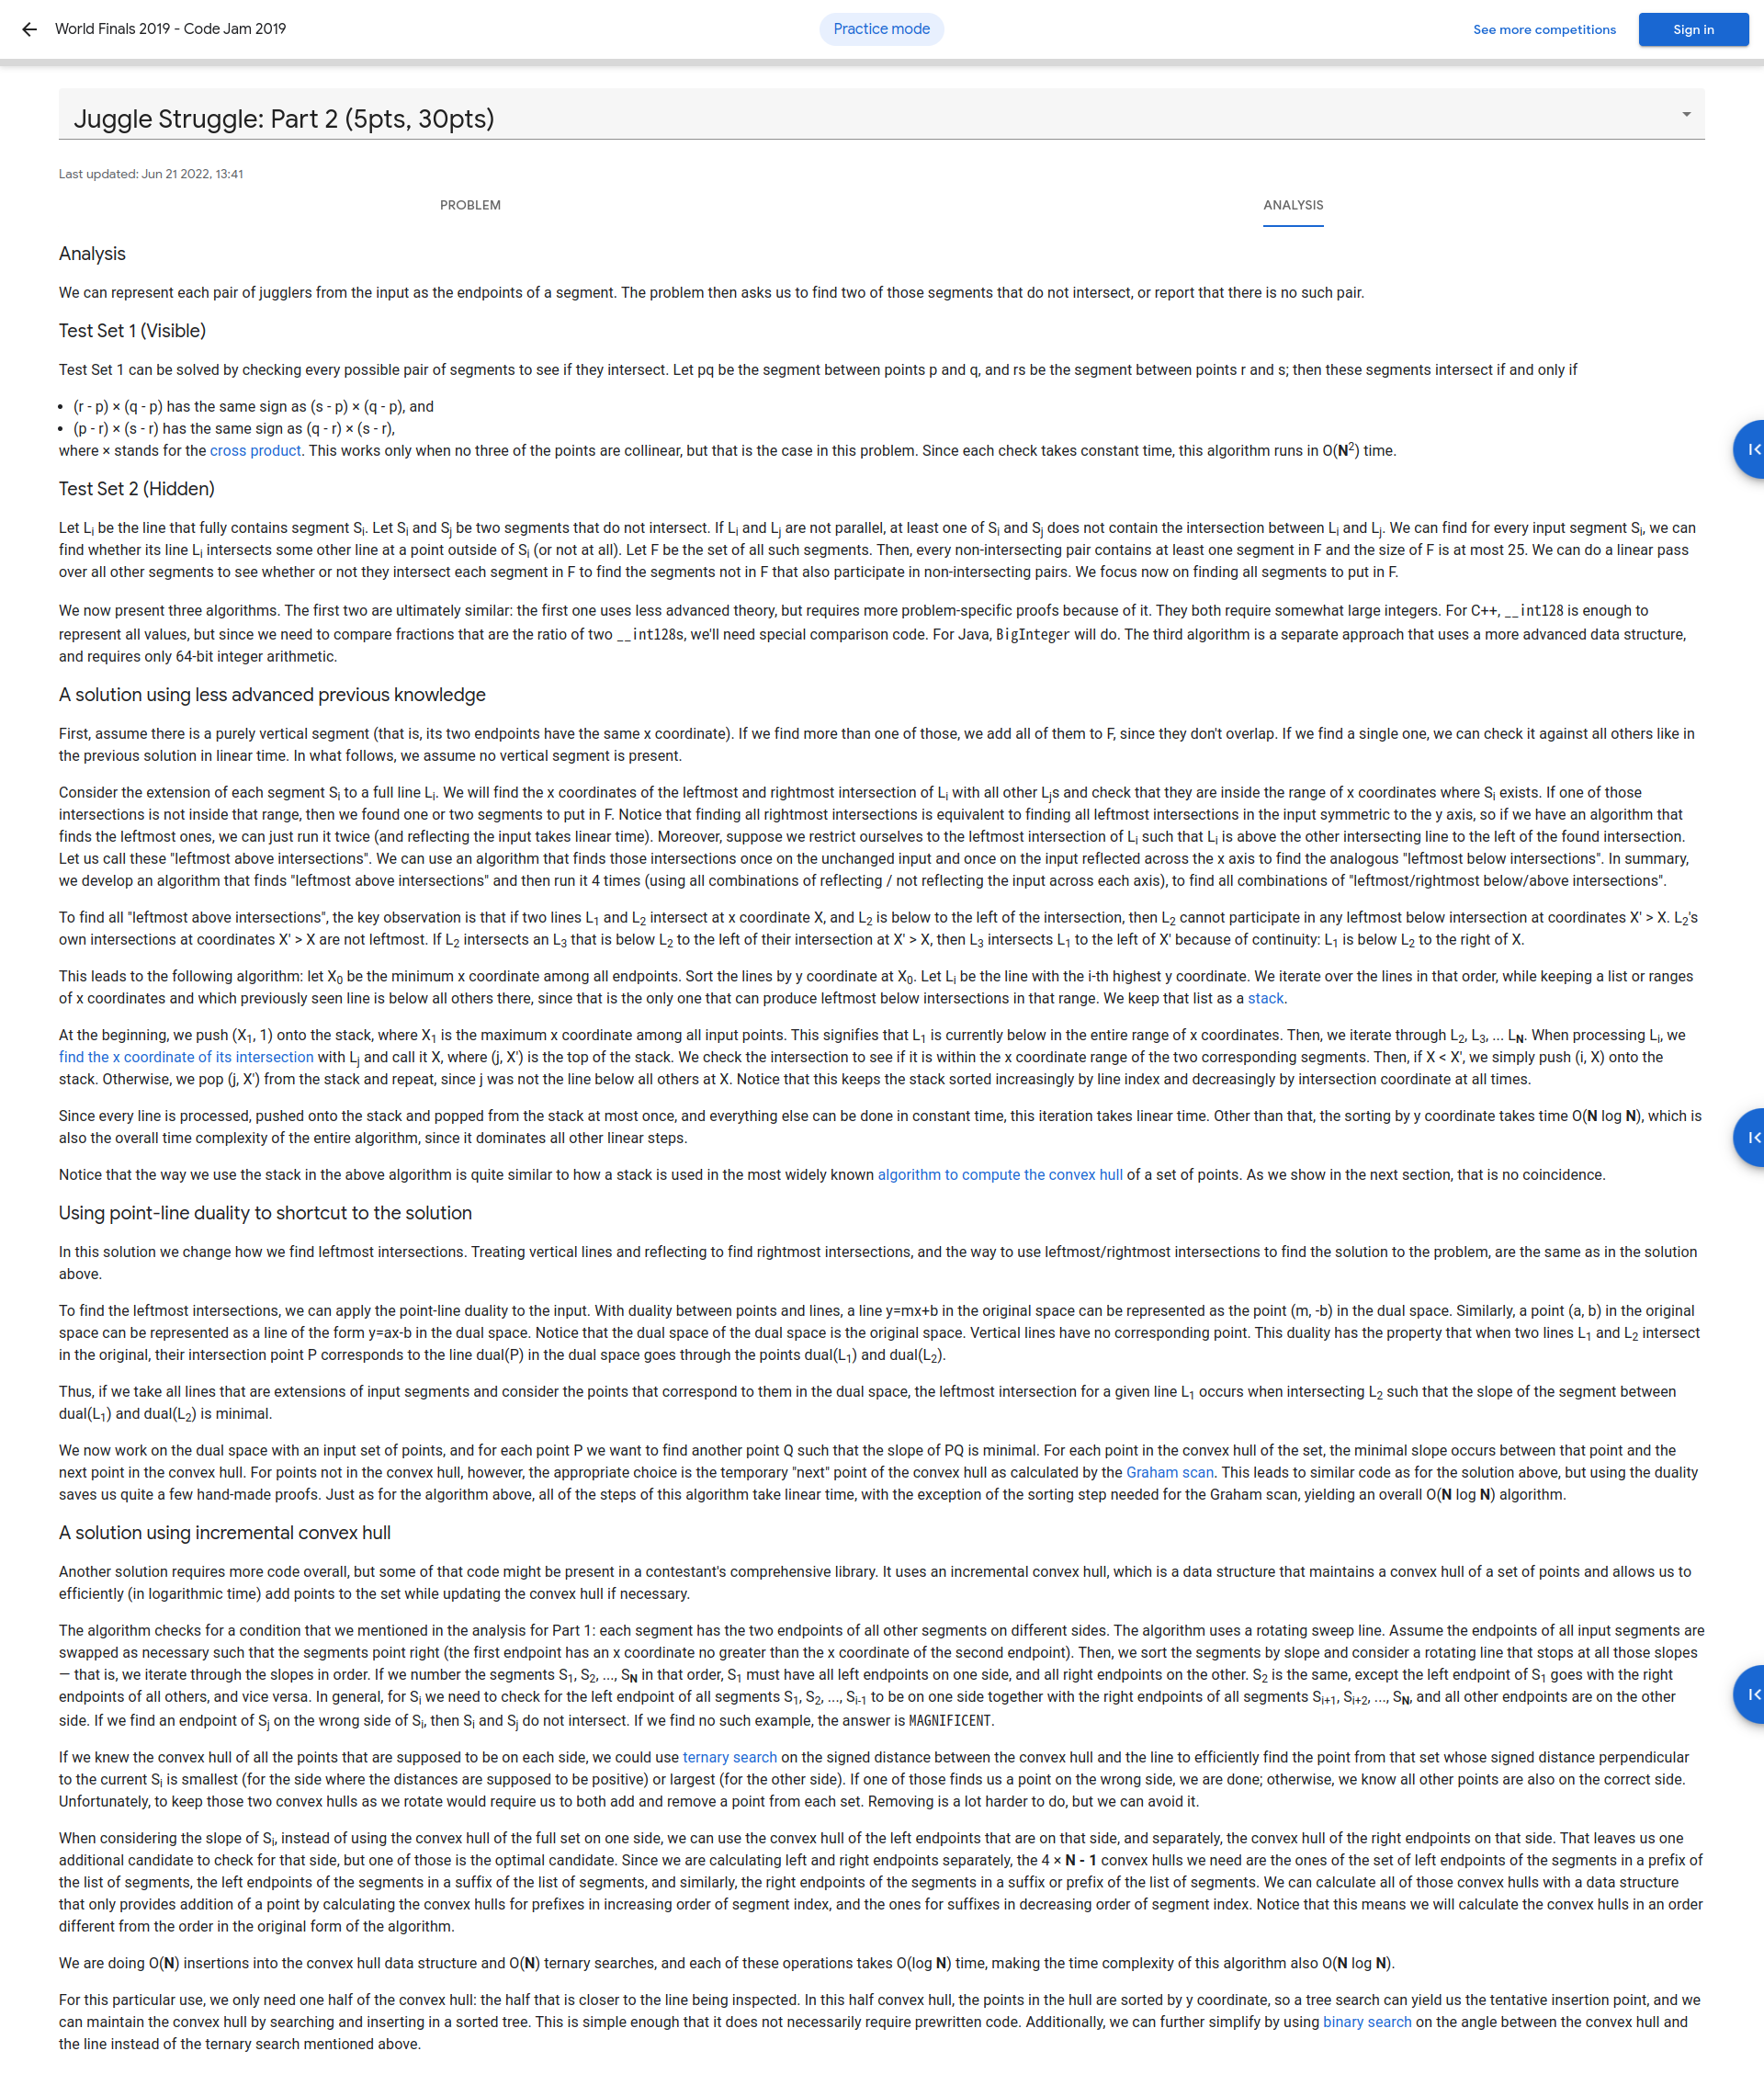 World Finals 2019 - Code Jam 2019
Practice mode
See more competitions
Sign in
Juggle Struggle: Part 2 (5pts, 30pts)
Last updated: Jun 21 2022, 13:41
PROBLEM
ANALYSIS
Analysis
We can represent each pair of jugglers from the input as the endpoints of a segment. The problem then asks us to find two of those segments that do not intersect, or report that there is no such pair.
Test Set 1 (Visible)
Test Set 1 can be solved by checking every possible pair of segments to see if they intersect. Let pq be the segment between points p and q, and rs be the segment between points r and s; then these segments intersect if and only if
• (r - p) × (q - p) has the same sign as (s - p) × (q - p), and
• (p - r) × (s - r) has the same sign as (q - r) × (s - r),
where × stands for the cross product. This works only when no three of the points are collinear, but that is the case in this problem. Since each check takes constant time, this algorithm runs in O(N²) time.
Test Set 2 (Hidden)
Let Lᵢ be the line that fully contains segment Sᵢ. Let Sᵢ and Sⱼ be two segments that do not intersect. If Lᵢ and Lⱼ are not parallel, at least one of Sᵢ and Sⱼ does not contain the intersection between Lᵢ and Lⱼ. We can find for every input segment Sᵢ, we can
find whether its line Lᵢ intersects some other line at a point outside of Sᵢ (or not at all). Let F be the set of all such segments. Then, every non-intersecting pair contains at least one segment in F and the size of F is at most 25. We can do a linear pass
over all other segments to see whether or not they intersect each segment in F to find the segments not in F that also participate in non-intersecting pairs. We focus now on finding all segments to put in F.
We now present three algorithms. The first two are ultimately similar: the first one uses less advanced theory, but requires more problem-specific proofs because of it. They both require somewhat large integers. For C++, __int128 is enough to
represent all values, but since we need to compare fractions that are the ratio of two __int128s, we'll need special comparison code. For Java, BigInteger will do. The third algorithm is a separate approach that uses a more advanced data structure,
and requires only 64-bit integer arithmetic.
A solution using less advanced previous knowledge
First, assume there is a purely vertical segment (that is, its two endpoints have the same x coordinate). If we find more than one of those, we add all of them to F, since they don't overlap. If we find a single one, we can check it against all others like in
the previous solution in linear time. In what follows, we assume no vertical segment is present.
Consider the extension of each segment Sᵢ to a full line Lᵢ. We will find the x coordinates of the leftmost and rightmost intersection of Lᵢ with all other Lⱼs and check that they are inside the range of x coordinates where Sᵢ exists. If one of those
intersections is not inside that range, then we found one or two segments to put in F. Notice that finding all rightmost intersections is equivalent to finding all leftmost intersections in the input symmetric to the y axis, so if we have an algorithm that
finds the leftmost ones, we can just run it twice (and reflecting the input takes linear time). Moreover, suppose we restrict ourselves to the leftmost intersection of Lᵢ such that Lᵢ is above the other intersecting line to the left of the found intersection.
Let us call these "leftmost above intersections". We can use an algorithm that finds those intersections once on the unchanged input and once on the input reflected across the x axis to find the analogous "leftmost below intersections". In summary,
we develop an algorithm that finds "leftmost above intersections" and then run it 4 times (using all combinations of reflecting / not reflecting the input across each axis), to find all combinations of "leftmost/rightmost below/above intersections".
To find all "leftmost above intersections", the key observation is that if two lines L₁ and L₂ intersect at x coordinate X, and L₂ is below to the left of the intersection, then L₂ cannot participate in any leftmost below intersection at coordinates X' > X. L₂'s
own intersections at coordinates X' > X are not leftmost. If L₂ intersects an L₃ that is below L₂ to the left of their intersection at X' > X, then L₃ intersects L₁ to the left of X' because of continuity: L₁ is below L₂ to the right of X.
This leads to the following algorithm: let X₀ be the minimum x coordinate among all endpoints. Sort the lines by y coordinate at X₀. Let Lᵢ be the line with the i-th highest y coordinate. We iterate over the lines in that order, while keeping a list or ranges
of x coordinates and which previously seen line is below all others there, since that is the only one that can produce leftmost below intersections in that range. We keep that list as a stack.
At the beginning, we push (X₁, 1) onto the stack, where X₁ is the maximum x coordinate among all input points. This signifies that L₁ is currently below in the entire range of x coordinates. Then, we iterate through L₂, L₃, ... L_N. When processing Lᵢ, we
find the x coordinate of its intersection with Lⱼ and call it X, where (j, X') is the top of the stack. We check the intersection to see if it is within the x coordinate range of the two corresponding segments. Then, if X < X', we simply push (i, X) onto the
stack. Otherwise, we pop (j, X') from the stack and repeat, since j was not the line below all others at X. Notice that this keeps the stack sorted increasingly by line index and decreasingly by intersection coordinate at all times.
Since every line is processed, pushed onto the stack and popped from the stack at most once, and everything else can be done in constant time, this iteration takes linear time. Other than that, the sorting by y coordinate takes time O(N log N), which is
also the overall time complexity of the entire algorithm, since it dominates all other linear steps.
Notice that the way we use the stack in the above algorithm is quite similar to how a stack is used in the most widely known algorithm to compute the convex hull of a set of points. As we show in the next section, that is no coincidence.
Using point-line duality to shortcut to the solution
In this solution we change how we find leftmost intersections. Treating vertical lines and reflecting to find rightmost intersections, and the way to use leftmost/rightmost intersections to find the solution to the problem, are the same as in the solution
above.
To find the leftmost intersections, we can apply the point-line duality to the input. With duality between points and lines, a line y=mx+b in the original space can be represented as the point (m, -b) in the dual space. Similarly, a point (a, b) in the original
space can be represented as a line of the form y=ax-b in the dual space. Notice that the dual space of the dual space is the original space. Vertical lines have no corresponding point. This duality has the property that when two lines L₁ and L₂ intersect
in the original, their intersection point P corresponds to the line dual(P) in the dual space goes through the points dual(L₁) and dual(L₂).
Thus, if we take all lines that are extensions of input segments and consider the points that correspond to them in the dual space, the leftmost intersection for a given line L₁ occurs when intersecting L₂ such that the slope of the segment between
dual(L₁) and dual(L₂) is minimal.
We now work on the dual space with an input set of points, and for each point P we want to find another point Q such that the slope of PQ is minimal. For each point in the convex hull of the set, the minimal slope occurs between that point and the
next point in the convex hull. For points not in the convex hull, however, the appropriate choice is the temporary "next" point of the convex hull as calculated by the Graham scan. This leads to similar code as for the solution above, but using the duality
saves us quite a few hand-made proofs. Just as for the algorithm above, all of the steps of this algorithm take linear time, with the exception of the sorting step needed for the Graham scan, yielding an overall O(N log N) algorithm.
A solution using incremental convex hull
Another solution requires more code overall, but some of that code might be present in a contestant's comprehensive library. It uses an incremental convex hull, which is a data structure that maintains a convex hull of a set of points and allows us to
efficiently (in logarithmic time) add points to the set while updating the convex hull if necessary.
The algorithm checks for a condition that we mentioned in the analysis for Part 1: each segment has the two endpoints of all other segments on different sides. The algorithm uses a rotating sweep line. Assume the endpoints of all input segments are
swapped as necessary such that the segments point right (the first endpoint has an x coordinate no greater than the x coordinate of the second endpoint). Then, we sort the segments by slope and consider a rotating line that stops at all those slopes
— that is, we iterate through the slopes in order. If we number the segments S₁, S₂, ..., S_N in that order, S₁ must have all left endpoints on one side, and all right endpoints on the other. S₂ is the same, except the left endpoint of S₁ goes with the right
endpoints of all others, and vice versa. In general, for Sᵢ we need to check for the left endpoint of all segments S₁, S₂, ..., Sᵢ₋₁ to be on one side together with the right endpoints of all segments Sᵢ₊₁, Sᵢ₊₂, ..., S_N, and all other endpoints are on the other
side. If we find an endpoint of Sⱼ on the wrong side of Sᵢ, then Sᵢ and Sⱼ do not intersect. If we find no such example, the answer is MAGNIFICENT.
If we knew the convex hull of all the points that are supposed to be on each side, we could use ternary search on the signed distance between the convex hull and the line to efficiently find the point from that set whose signed distance perpendicular
to the current Sᵢ is smallest (for the side where the distances are supposed to be positive) or largest (for the other side). If one of those finds us a point on the wrong side, we are done; otherwise, we know all other points are also on the correct side.
Unfortunately, to keep those two convex hulls as we rotate would require us to both add and remove a point from each set. Removing is a lot harder to do, but we can avoid it.
When considering the slope of Sᵢ, instead of using the convex hull of the full set on one side, we can use the convex hull of the left endpoints that are on that side, and separately, the convex hull of the right endpoints on that side. That leaves us one
additional candidate to check for that side, but one of those is the optimal candidate. Since we are calculating left and right endpoints separately, the 4 × N - 1 convex hulls we need are the ones of the set of left endpoints of the segments in a prefix of
the list of segments, the left endpoints of the segments in a suffix of the list of segments, and similarly, the right endpoints of the segments in a suffix or prefix of the list of segments. We can calculate all of those convex hulls with a data structure
that only provides addition of a point by calculating the convex hulls for prefixes in increasing order of segment index, and the ones for suffixes in decreasing order of segment index. Notice that this means we will calculate the convex hulls in an order
different from the order in the original form of the algorithm.
We are doing O(N) insertions into the convex hull data structure and O(N) ternary searches, and each of these operations takes O(log N) time, making the time complexity of this algorithm also O(N log N).
For this particular use, we only need one half of the convex hull: the half that is closer to the line being inspected. In this half convex hull, the points in the hull are sorted by y coordinate, so a tree search can yield us the tentative insertion point, and we
can maintain the convex hull by searching and inserting in a sorted tree. This is simple enough that it does not necessarily require prewritten code. Additionally, we can further simplify by using binary search on the angle between the convex hull and
the line instead of the ternary search mentioned above.